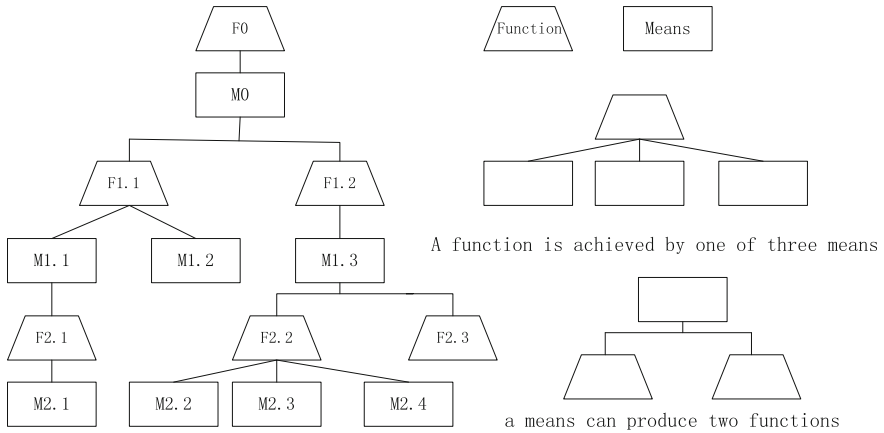 F0
Function
Means
M0
F1.1
F1.2
M1.1
M1.2
M1.3
A function is achieved by one of three means
F2.1
F2.2
F2.3
M2.1
M2.2
M2.3
M2.4
a means can produce two functions